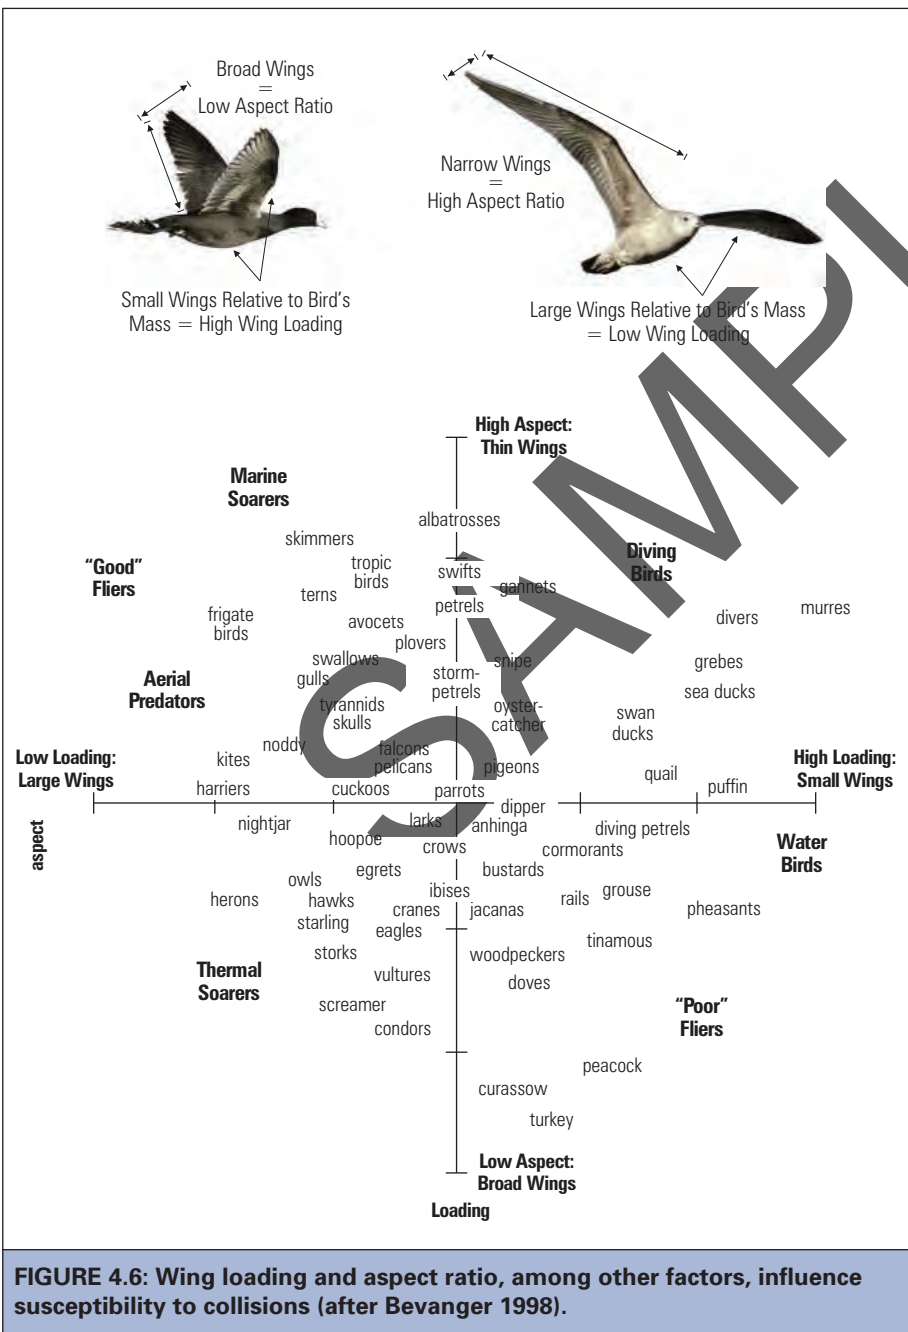 Broad Wings
=
Low Aspect Ratio
Narrow Wings
=
High Aspect Ratio
Small Wings Relative to Bird's
Mass = High Wing Loading
Large Wings Relative to Bird's Mass
= Low Wing Loading
High Aspect:
Thin Wings
Marine
Soarers
albatrosses
skimmers
Diving
Birds
"Good"
Fliers
tropic
birds
swifts
gannets
terns
petrels
frigate
birds
avocets
divers
murres
plovers
swallows
snipe
grebes
gulls
Aerial
Predators
storm-
petrels
sea ducks
tyrannids
skulls
oyster-
catcher
swan
ducks
noddy
falcons
Low Loading:
Large Wings
kites
pelicans
pigeons
quail
High Loading:
Small Wings
harriers
cuckoos
parrots
puffin
dipper
aspect
nightjar
larks
anhinga
diving petrels
Water
Birds
hoopoe
crows
cormorants
egrets
bustards
owls
herons
hawks
ibises
rails
grouse
starling
cranes
jacanas
pheasants
eagles
tinamous
storks
woodpeckers
Thermal
Soarers
vultures
doves
screamer
condors
"Poor"
Fliers
peacock
curassow
turkey
Low Aspect:
Broad Wings
Loading
FIGURE 4.6: Wing loading and aspect ratio, among other factors, influence
susceptibility to collisions (after Bevanger 1998).